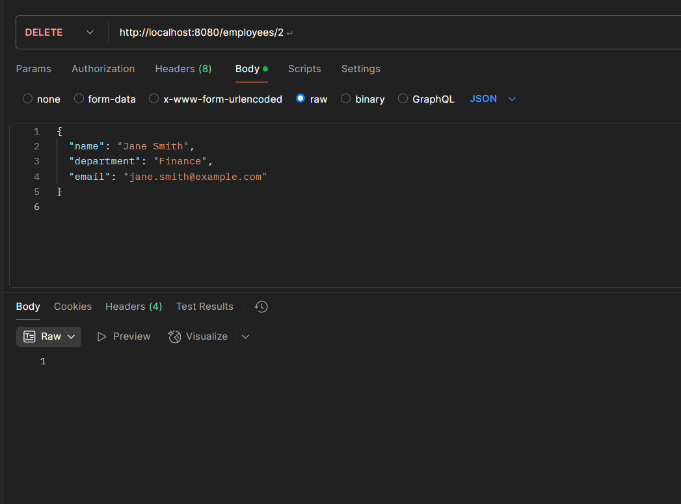 DELETE http://localhost:8080/employees/2 ↵
Params Authorization Headers (8) Body Scripts Settings
none form-data x-www-form-urlencoded raw binary GraphQL JSON
1 {
2 "name": "Jane Smith",
3 "department": "Finance",
4 "email": "jane.smith@example.com"
5 }
6
Body Cookies Headers (4) Test Results
Raw Preview Visualize
1